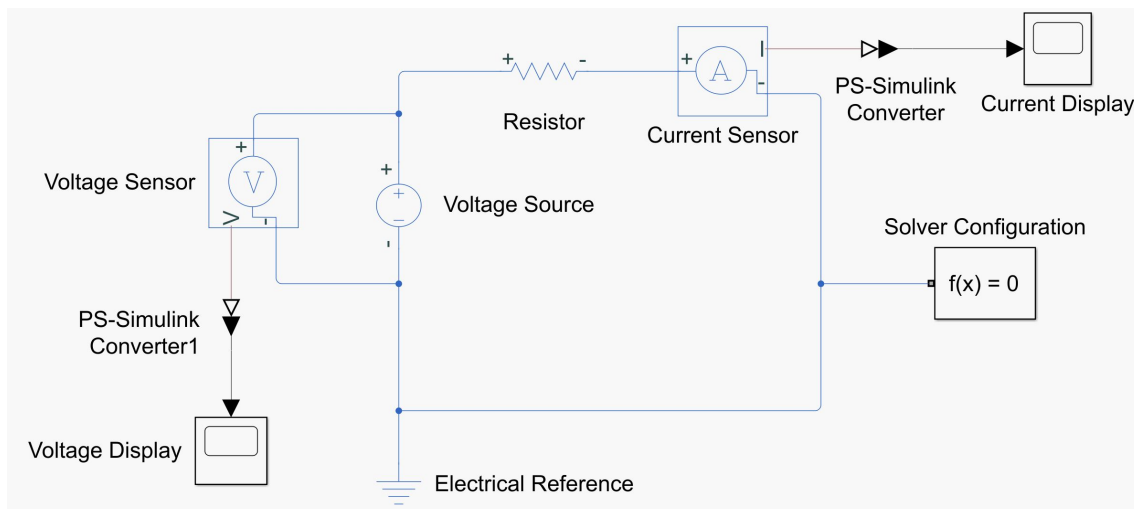 Resistor
Current Sensor
PS-Simulink
Converter
Current Display
Voltage Sensor
Voltage Source
Solver Configuration
f(x) = 0
PS-Simulink
Converter1
Voltage Display
Electrical Reference
+
-
+
A
I
-
+
V
V
-
+
+
-
-